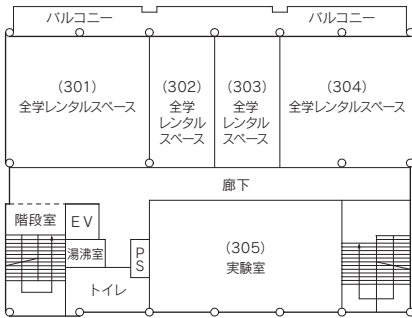 バルコニー
バルコニー
(301)
全学レンタルスペース
(302)
全学
レンタル
スペース
(303)
全学
レンタル
スペース
(304)
全学レンタルスペース
廊下
階段室
EV
湯沸室
PS
トイレ
(305)
実験室